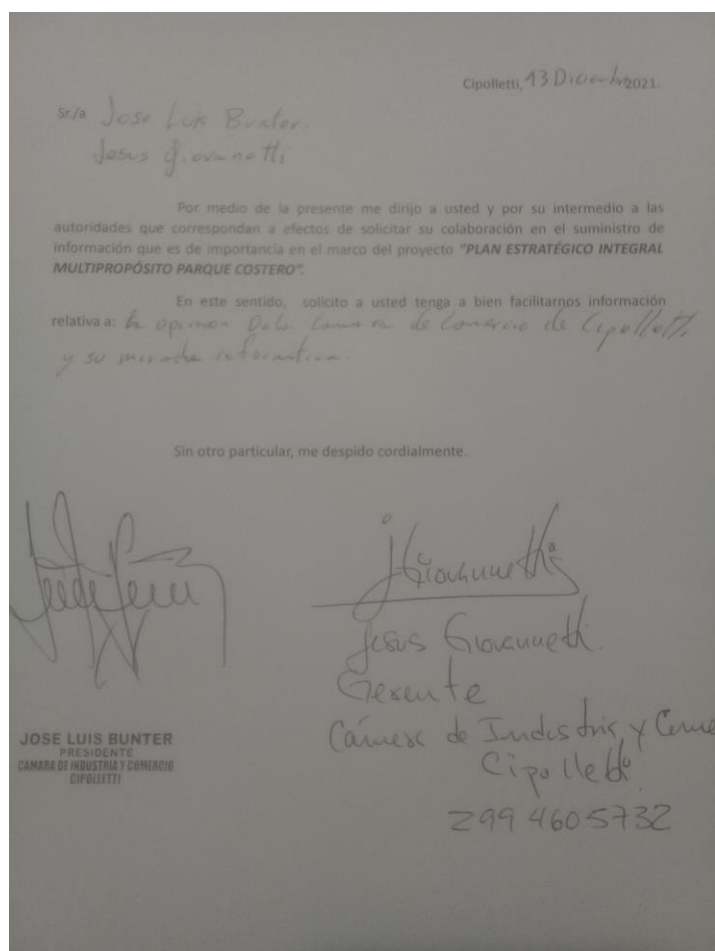 Cipolletti, 13 Diciembre 2021.
Sr./a Jose Luis Bunter.
Jesus Giovanetti
Por medio de la presente me dirijo a usted y por su intermedio a las
autoridades que correspondan a efectos de solicitar su colaboración en el suministro de
información que es de importancia en el marco del proyecto "PLAN ESTRATÉGICO INTEGRAL
MULTIPROPÓSITO PARQUE COSTERO".
En este sentido, solicito a usted tenga a bien facilitarnos información
relativa a: la opinion De la Camara de Comercio de Cipolletti
y su mirada informativa.
Sin otro particular, me despido cordialmente.
JGiovannetti
Jesus Giovannetti.
Gerente
Cámara de Industria y Come
Cipolletti
299 4605732
JOSE LUIS BUNTER
PRESIDENTE
CAMARA DE INDUSTRIA Y COMERCIO
CIPOLLETTI